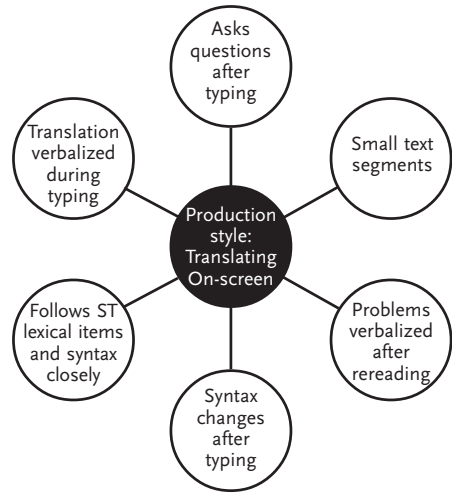 Asks
questions
after
typing
Translation
verbalized
during
typing
Small text
segments
Production
style:
Translating
On-screen
Follows ST
lexical items
and syntax
closely
Problems
verbalized
after
rereading
Syntax
changes
after
typing